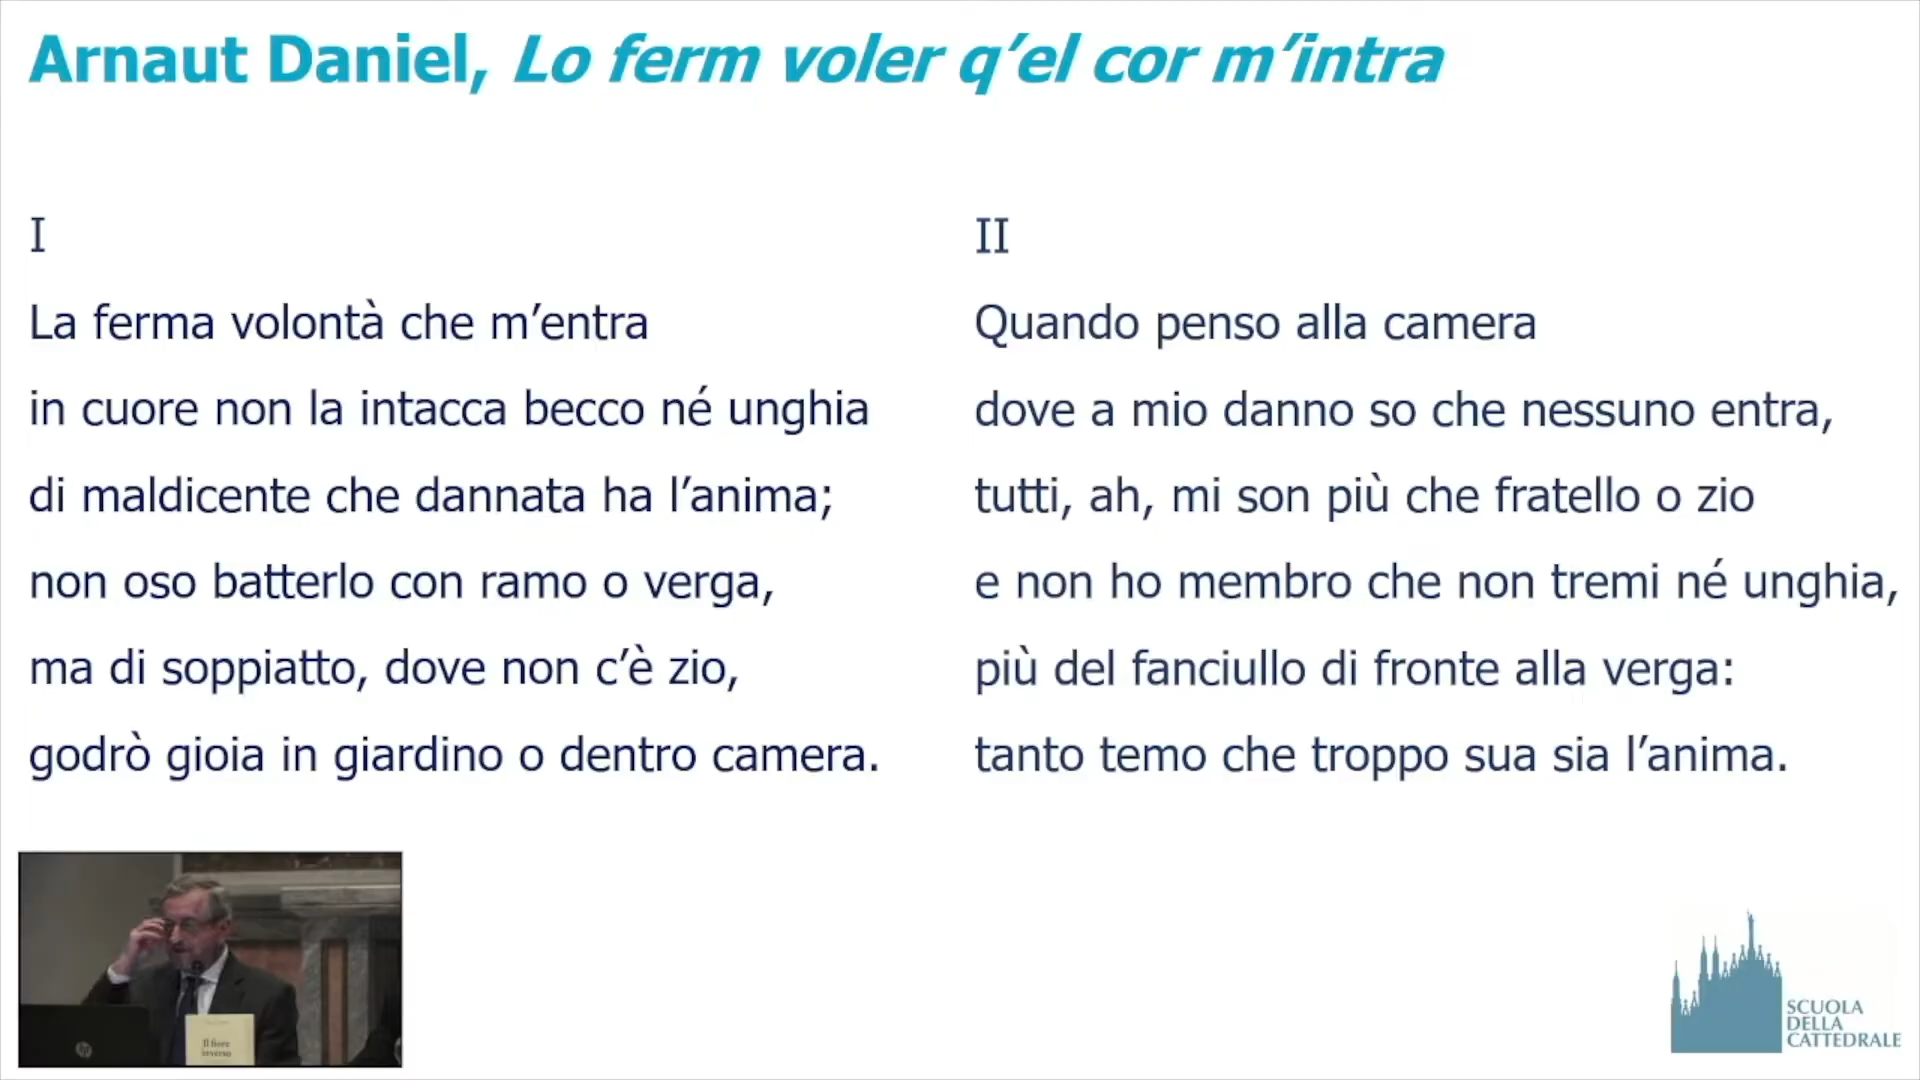 Arnaut Daniel, Lo ferm voler q’el cor m’intra
I
La ferma volontà che m’entra
in cuore non la intacca becco né unghia
di maldicente che dannata ha l’anima;
non oso batterlo con ramo o verga,
ma di soppiatto, dove non c’è zio,
godrò gioia in giardino o dentro camera.
II
Quando penso alla camera
dove a mio danno so che nessuno entra,
tutti, ah, mi son più che fratello o zio
e non ho membro che non tremi né unghia,
più del fanciullo di fronte alla verga:
tanto temo che troppo sua sia l’anima.
Il fiore
inverso
hp
SCUOLA
DELLA
CATTEDRALE